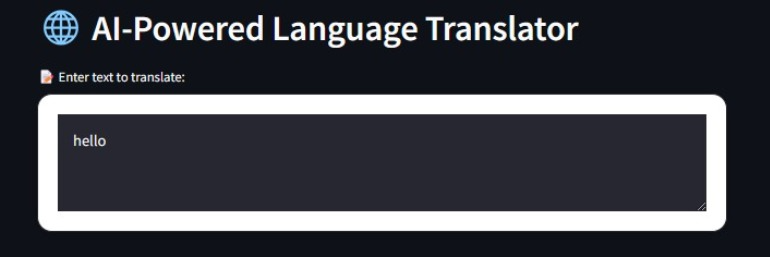 🌐 AI-Powered Language Translator
📝 Enter text to translate:
hello